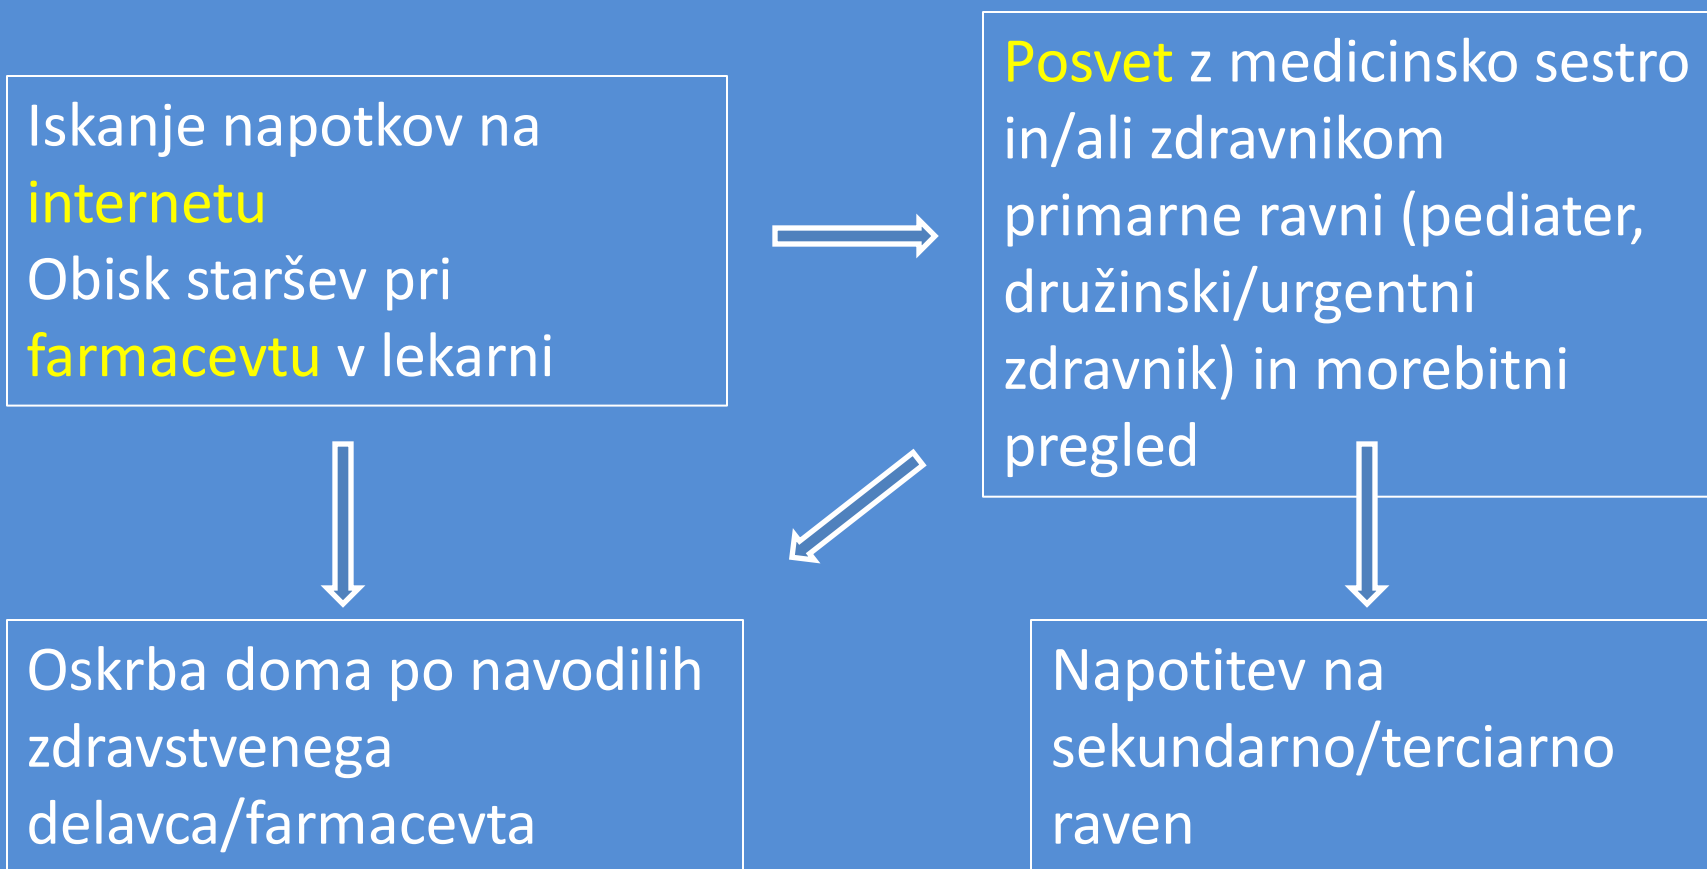 Iskanje napotkov na
internetu
Obisk staršev pri
farmacevtu v lekarni
Posvet z medicinsko sestro
in/ali zdravnikom
primarne ravni (pediater,
družinski/urgentni
zdravnik) in morebitni
pregled
Oskrba doma po navodilih
zdravstvenega
delavca/farmacevta
Napotitev na
sekundarno/terciarno
raven